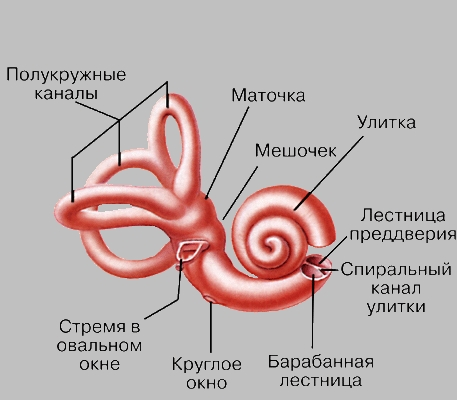 Полукружные
каналы
Маточка
Улитка
Мешочек
Лестница
преддверия
Спиральный
канал
улитки
Стремя в
овальном
окне
Круглое
окно
Барабанная
лестница